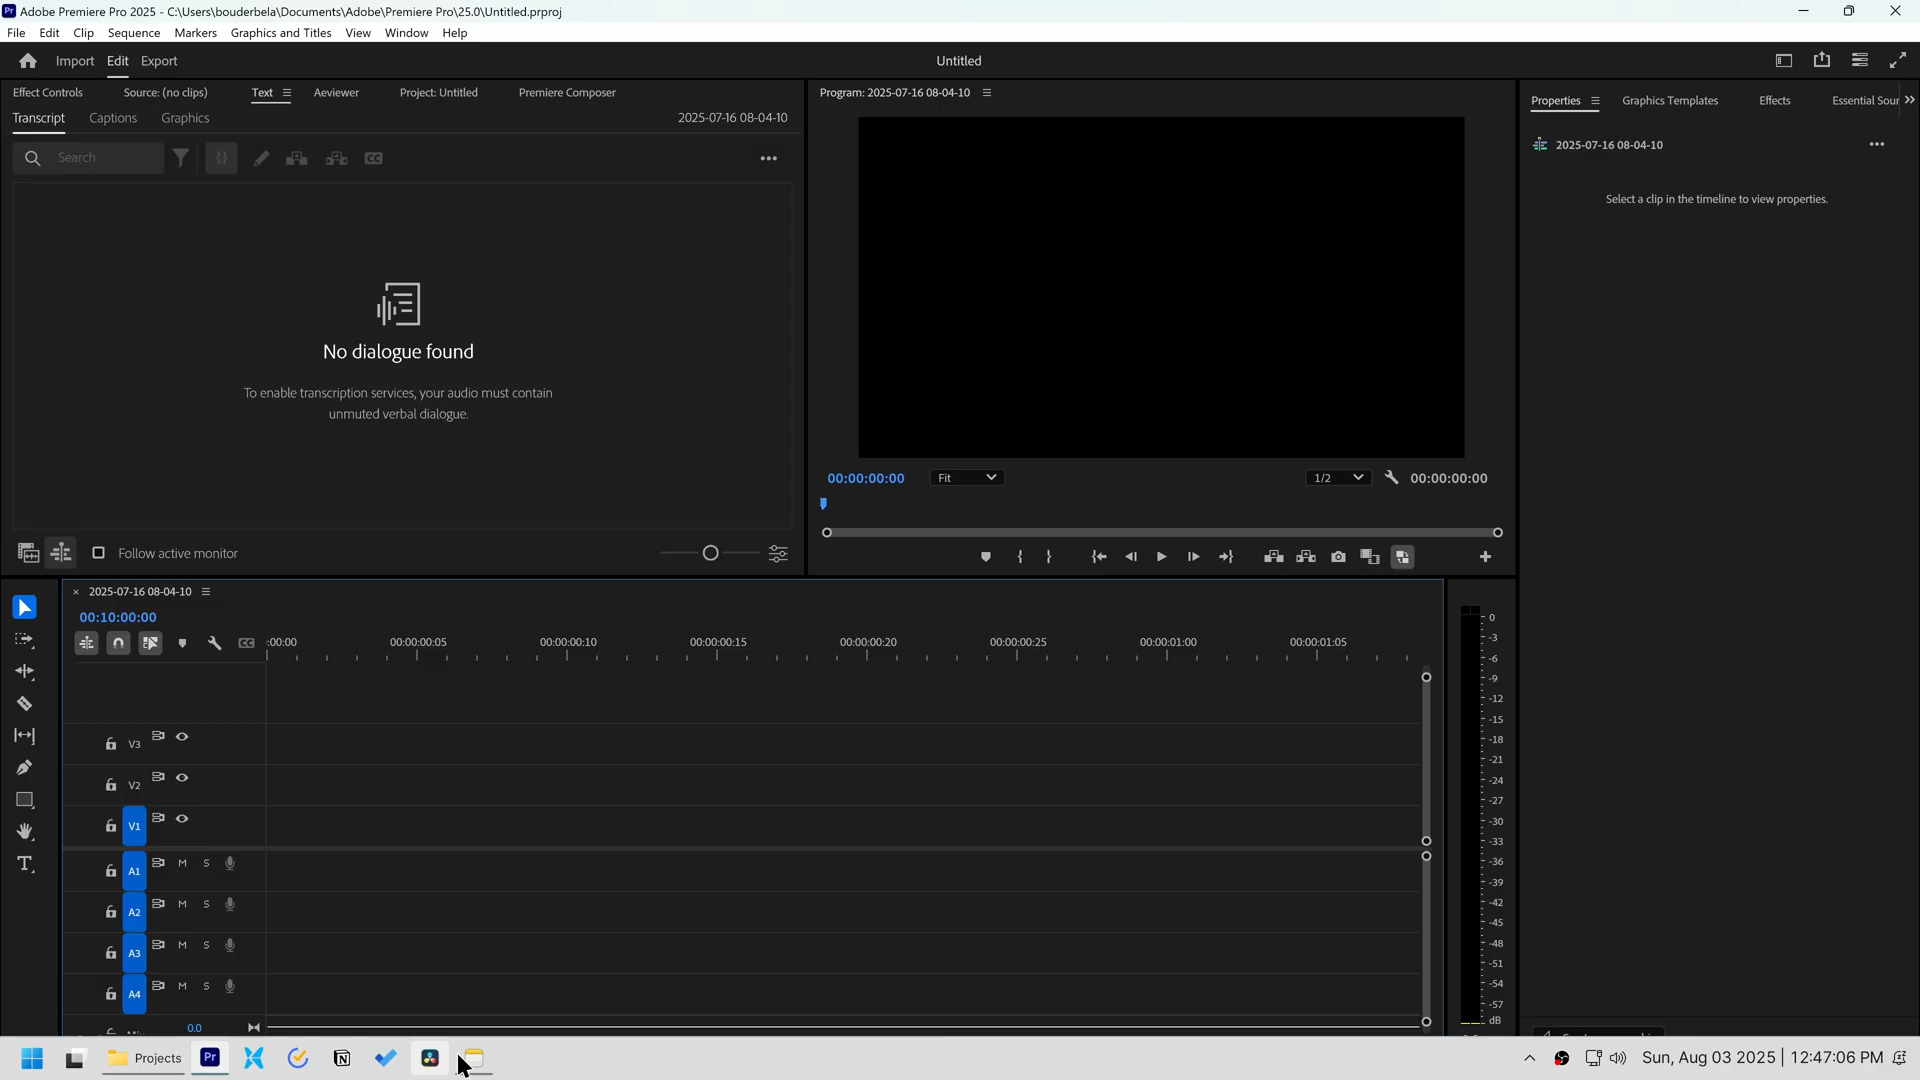 Adobe Premiere Pro 2025 - C:\Users\bouderbela\Documents\Adobe\Premiere Pro\25.0\Untitled.prproj
File Edit Clip Sequence Markers Graphics and Titles View Window Help
Import Edit Export
Untitled
Effect Controls Source: (no clips) Text Aeviewer Project: Untitled Premiere Composer
Transcript Captions Graphics 2025-07-16 08-04-10
Search
CC
No dialogue found
To enable transcription services, your audio must contain
unmuted verbal dialogue.
Follow active monitor
Program: 2025-07-16 08-04-10
00:00:00:00 Fit 1/2 00:00:00:00
Properties Graphics Templates Effects Essential Sour
2025-07-16 08-04-10
Select a clip in the timeline to view properties.
2025-07-16 08-04-10
00:10:00:00
CC :00:00 00:00:00:05 00:00:00:10 00:00:00:15 00:00:00:20 00:00:00:25 00:00:01:00 00:00:01:05
V3
V2
V1
A1 M S
A2 M S
A3 M S
A4 M S
0.0
0
-3
-6
-9
-12
-15
-18
-21
-24
-27
-30
-33
-36
-39
-42
-45
-48
-51
-54
-57
dB
Projects Pr Sun, Aug 03 2025 | 12:47:06 PM